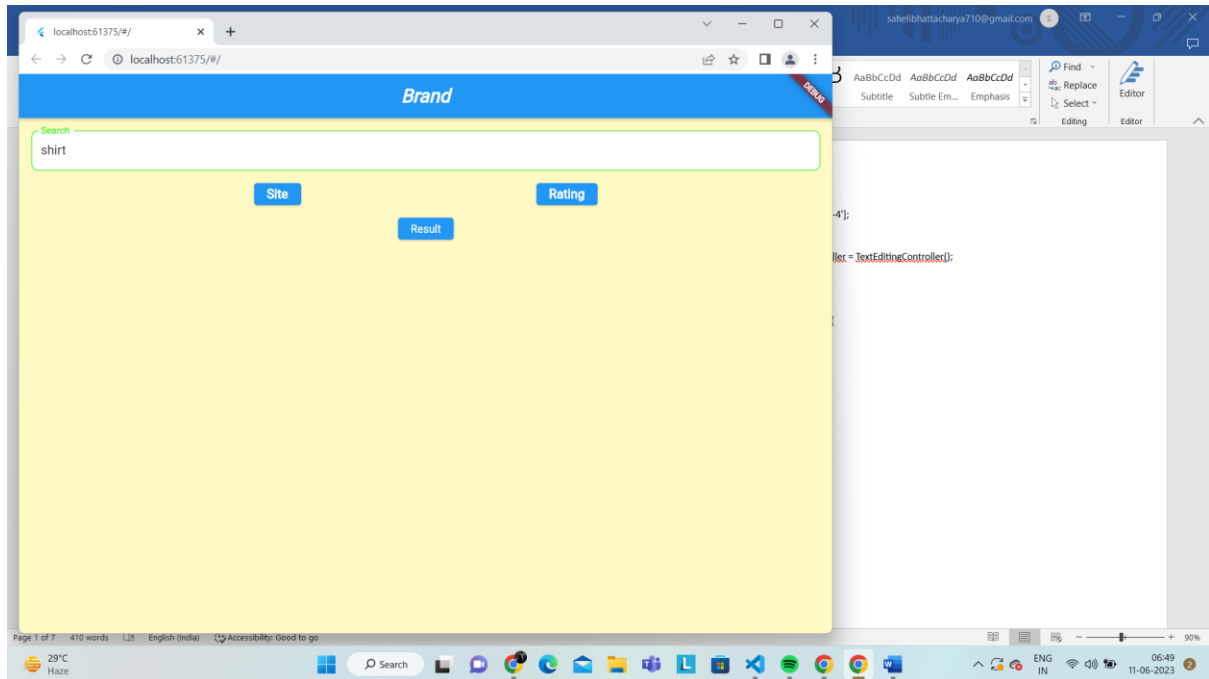 localhost:61375/#/
sahelibhattacharya710@gmail.com
S
localhost:61375/#/
Brand
DEBUG
Search
shirt
Site
Rating
Result
AaBbCcDd AaBbCcDd AaBbCcDd
Subtitle Subtle Em... Emphasis
Find
Replace
Select
Editing
Editor
Editor
-4'];
ller = TextEditingController();
Page 1 of 7 410 words English (India) Accessibility: Good to go
90%
29°C
Haze
Search
L
W
ENG
IN
06:49
11-06-2023
2